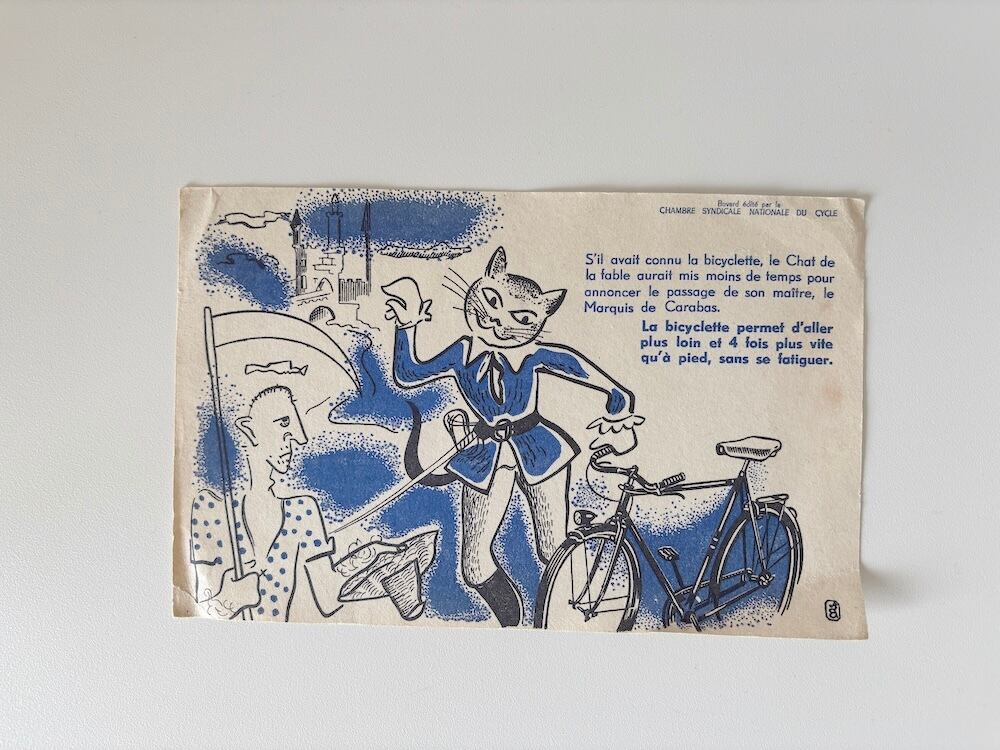 Buvard édité par la
CHAMBRE SYNDICALE NATIONALE DU CYCLE
S'il avait connu la bicyclette, le Chat de
la fable aurait mis moins de temps pour
annoncer le passage de son maître, le
Marquis de Carabas.
La bicyclette permet d'aller
plus loin et 4 fois plus vite
qu'à pied, sans se fatiguer.